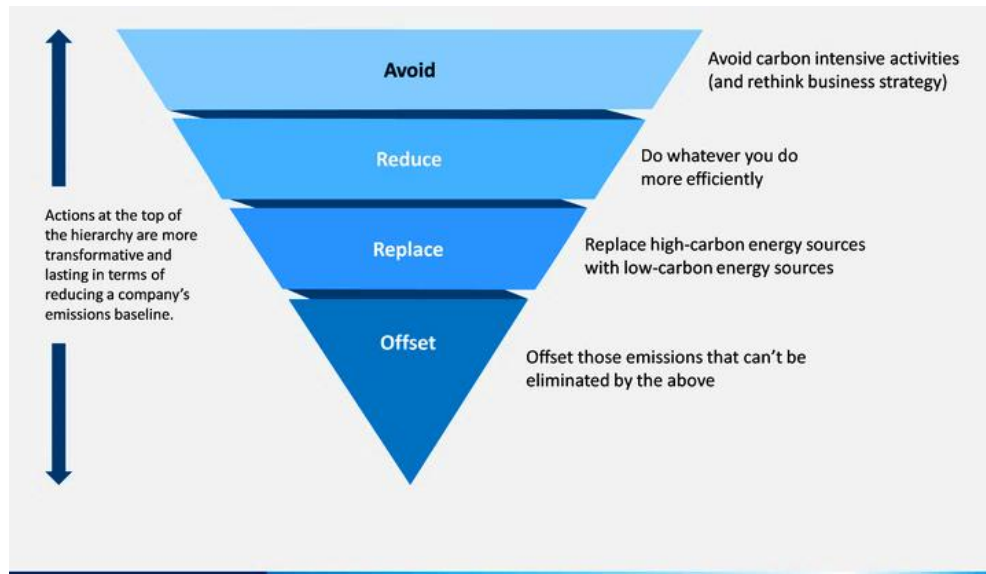 Avoid
Avoid carbon intensive activities
(and rethink business strategy)
Reduce
Do whatever you do
more efficiently
Actions at the top of
the hierarchy are more
transformative and
lasting in terms of
reducing a company's
emissions baseline.
Replace
Replace high-carbon energy sources
with low-carbon energy sources
Offset
Offset those emissions that can't be
eliminated by the above